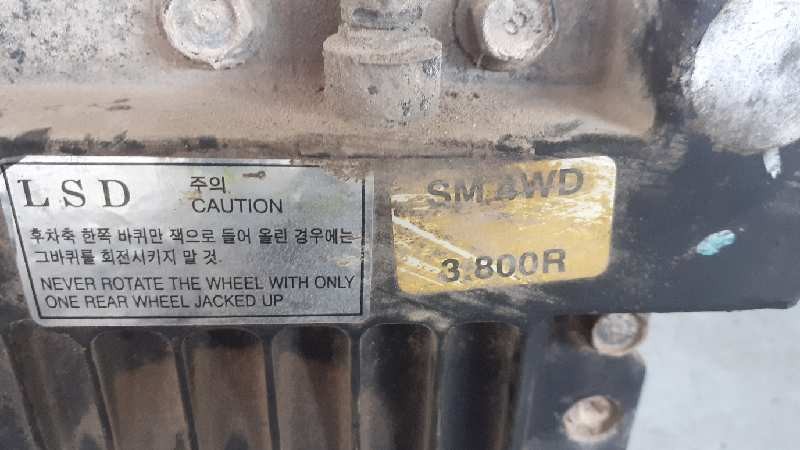 LSD
주의
CAUTION
후차축 한쪽 바퀴만 잭으로 들어 올린 경우에는
그바퀴를 회전시키지 말 것.
NEVER ROTATE THE WHEEL WITH ONLY
ONE REAR WHEEL JACKED UP
SM 4WD
3.800R